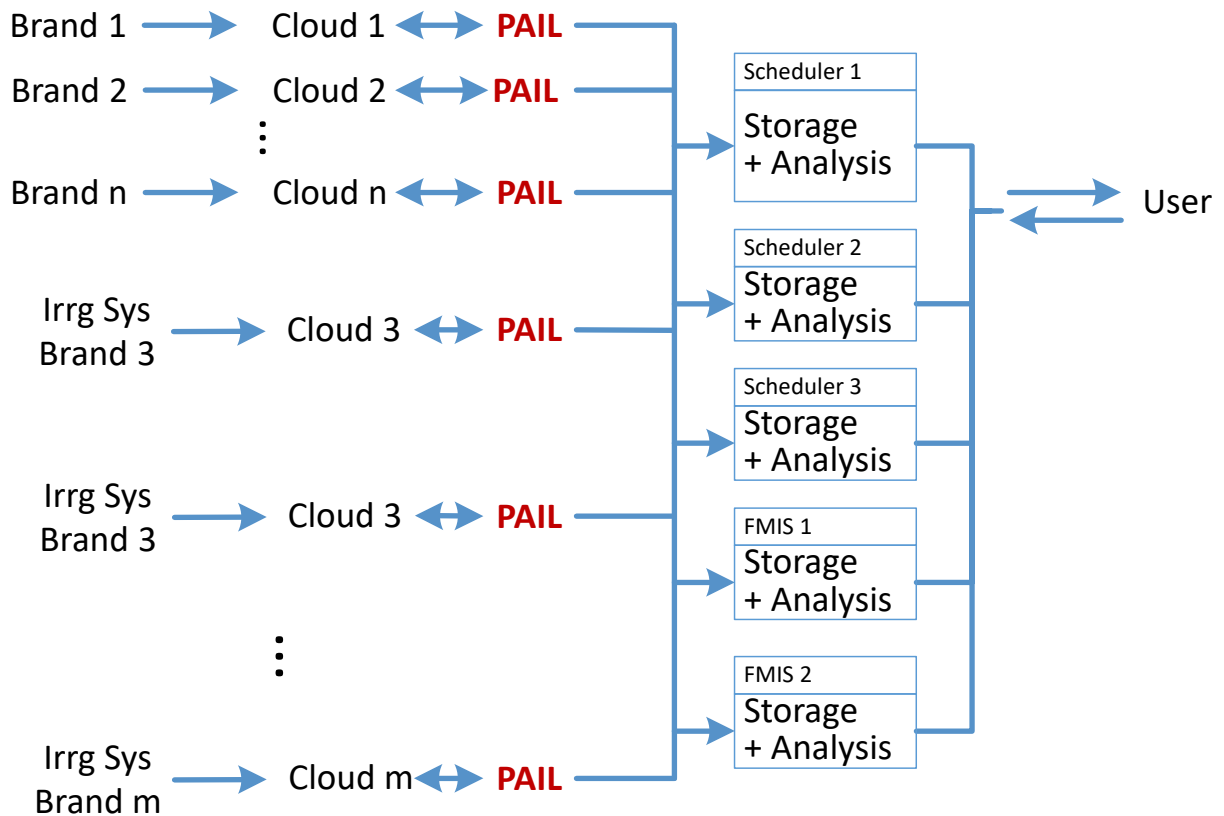 Brand 1
Cloud 1
PAIL
Brand 2
Cloud 2
PAIL
⋮
Brand n
Cloud n
PAIL
Irrg Sys
Brand 3
Cloud 3
PAIL
Irrg Sys
Brand 3
Cloud 3
PAIL
⋮
Irrg Sys
Brand m
Cloud m
PAIL
Scheduler 1
Storage
+ Analysis
Scheduler 2
Storage
+ Analysis
Scheduler 3
Storage
+ Analysis
FMIS 1
Storage
+ Analysis
FMIS 2
Storage
+ Analysis
User